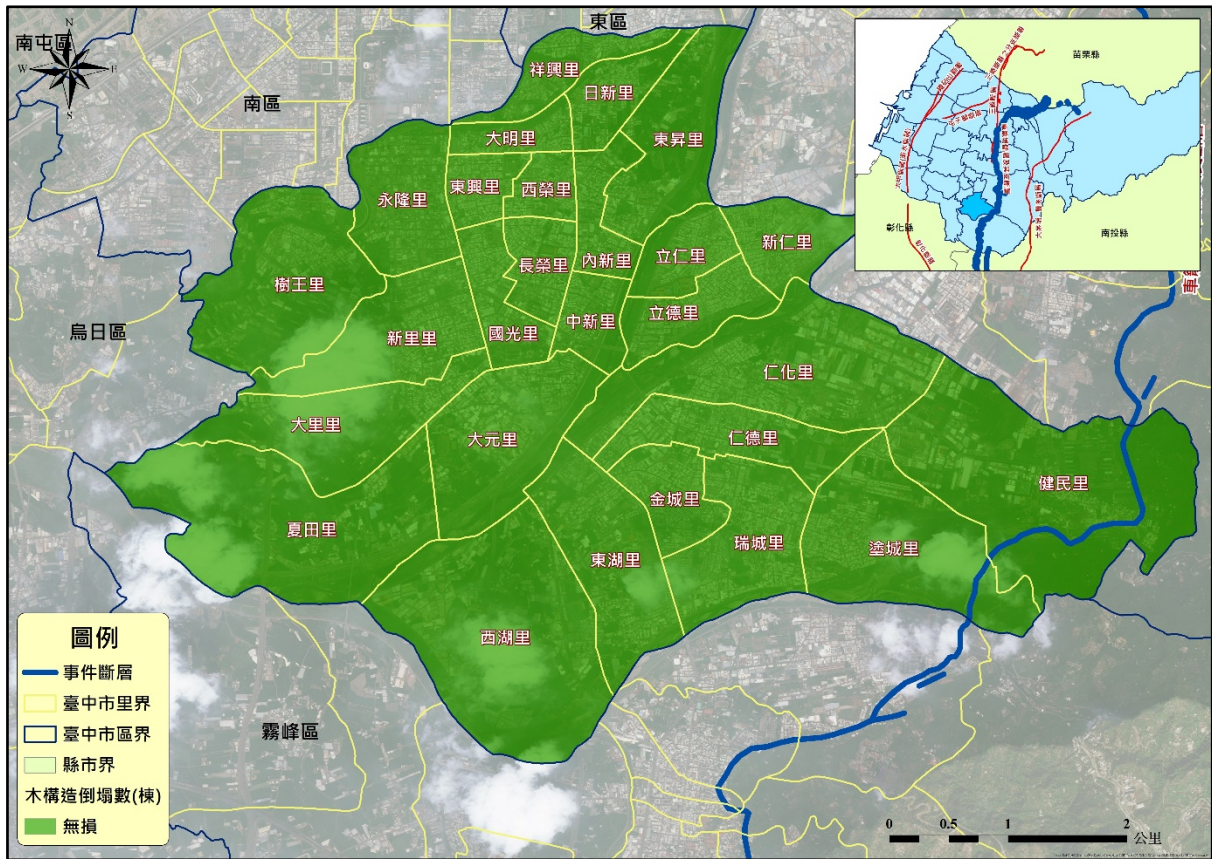 東區
南屯區
N
W
E
S
南區
苗栗縣
彰化縣
南投縣
祥興里
日新里
大明里
東昇里
東興里
西榮里
永隆里
新仁里
內新里
立仁里
長榮里
樹王里
立德里
中新里
國光里
新里里
烏日區
仁化里
大里里
大元里
仁德里
健民里
金城里
夏田里
瑞城里
塗城里
東湖里
西湖里
霧峰區
圖例
事件斷層
臺中市里界
臺中市區界
縣市界
木構造倒塌數(棟)
無損
0 0.5 1 2
公里